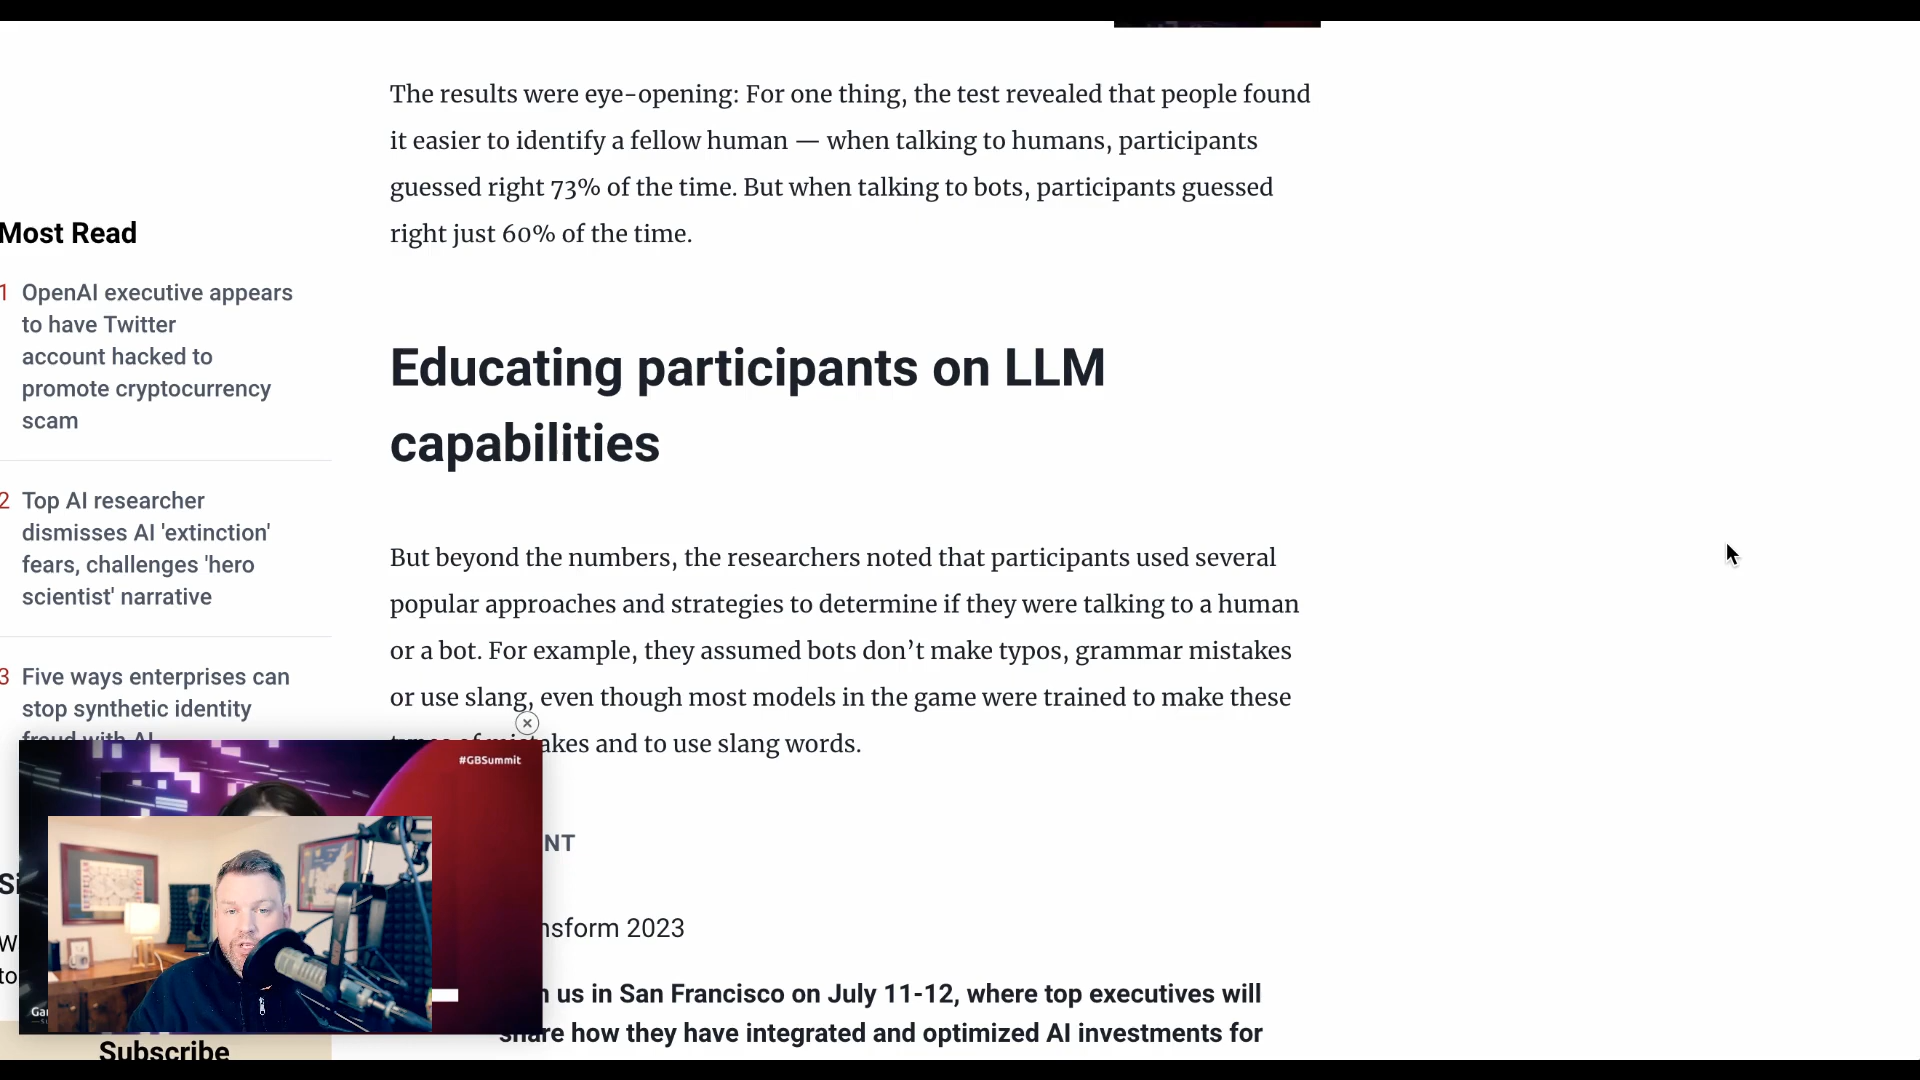 The results were eye-opening: For one thing, the test revealed that people found
it easier to identify a fellow human — when talking to humans, participants
guessed right 73% of the time. But when talking to bots, participants guessed
right just 60% of the time.
Most Read
1 OpenAI executive appears
to have Twitter
account hacked to
promote cryptocurrency
scam
2 Top AI researcher
dismisses AI 'extinction'
fears, challenges 'hero
scientist' narrative
3 Five ways enterprises can
stop synthetic identity
fraud with AI
Educating participants on LLM
capabilities
But beyond the numbers, the researchers noted that participants used several
popular approaches and strategies to determine if they were talking to a human
or a bot. For example, they assumed bots don’t make typos, grammar mistakes
or use slang, even though most models in the game were trained to make these
types of mistakes and to use slang words.
#GBSummit
NT
nsform 2023
us in San Francisco on July 11-12, where top executives will
share how they have integrated and optimized AI investments for
Subscribe